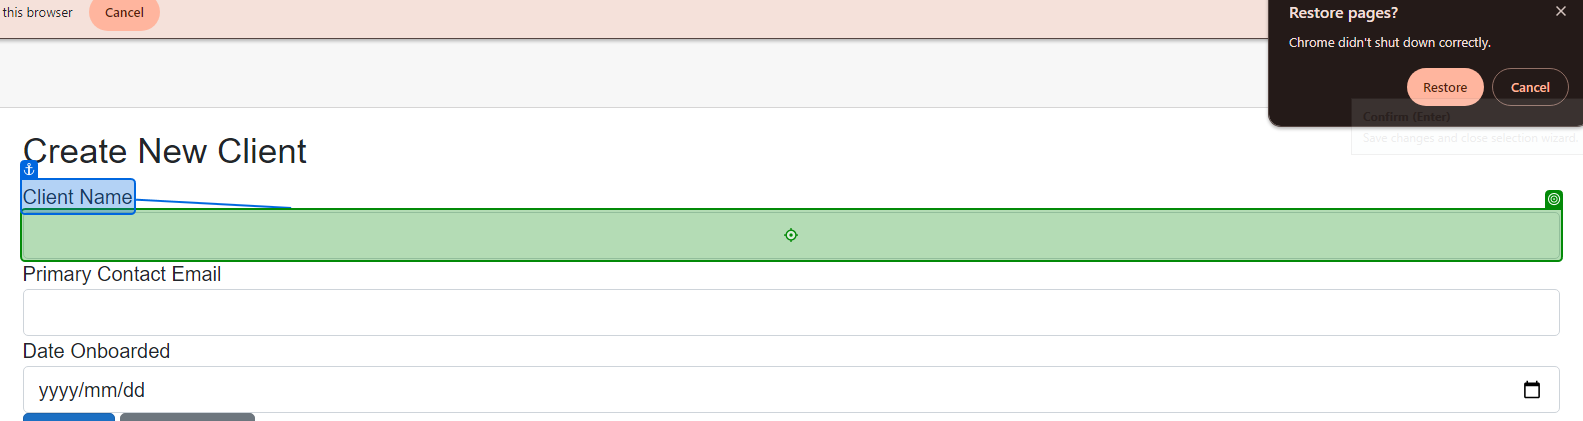 this browser
Cancel
Restore pages?
Chrome didn't shut down correctly.
Restore
Cancel
Confirm (Enter)
Save changes and close selection wizard.
Create New Client
Client Name
Primary Contact Email
Date Onboarded
yyyy/mm/dd